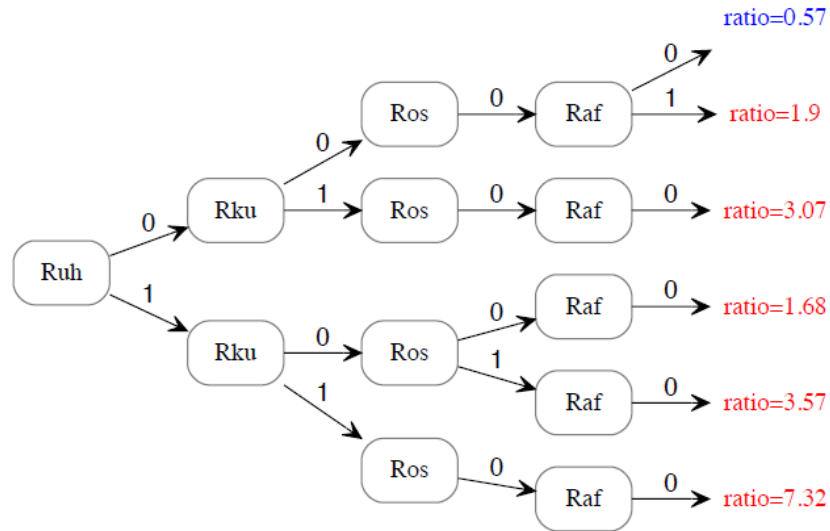 ratio=0.57
0
Ros 0 Raf 1 ratio=1.9
0
Rku 1 Ros 0 Raf 0 ratio=3.07
0
Ruh
1
0 Raf 0 ratio=1.68
Rku 0 Ros
1
1 Raf 0 ratio=3.57
Ros 0 Raf 0 ratio=7.32